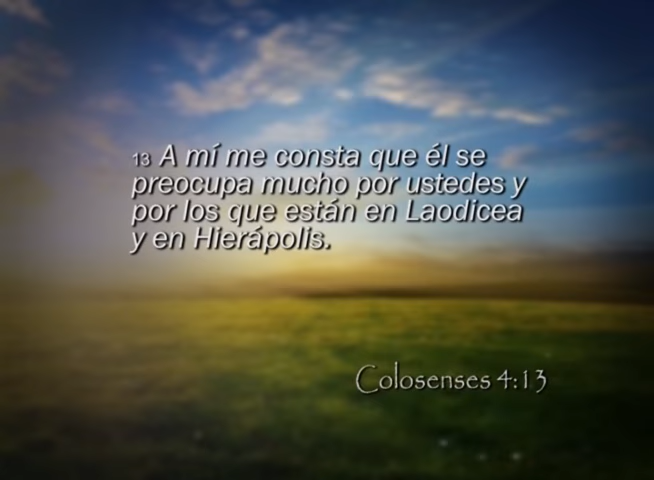 13 A mí me consta que él se
preocupa mucho por ustedes y
por los que están en Laodicea
y en Hierápolis.
Colosenses 4:13